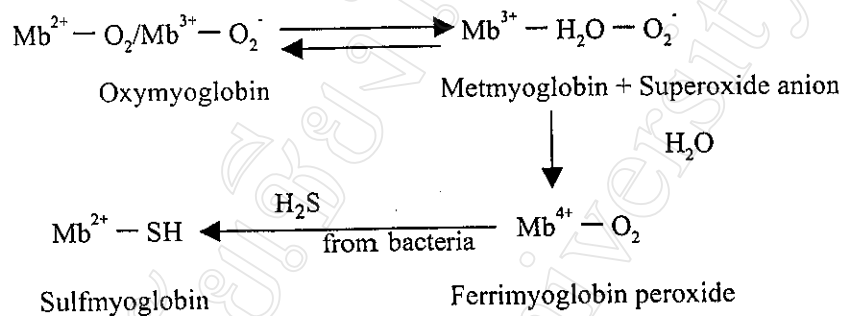 Mb²⁺ — O₂/Mb³⁺— O₂⁻ Mb³⁺ — H₂O — O₂⁻
Oxymyoglobin Metmyoglobin + Superoxide anion
H₂O
H₂S
Mb²⁺ — SH from bacteria Mb⁴⁺ — O₂
Sulfmyoglobin Ferrimyoglobin peroxide